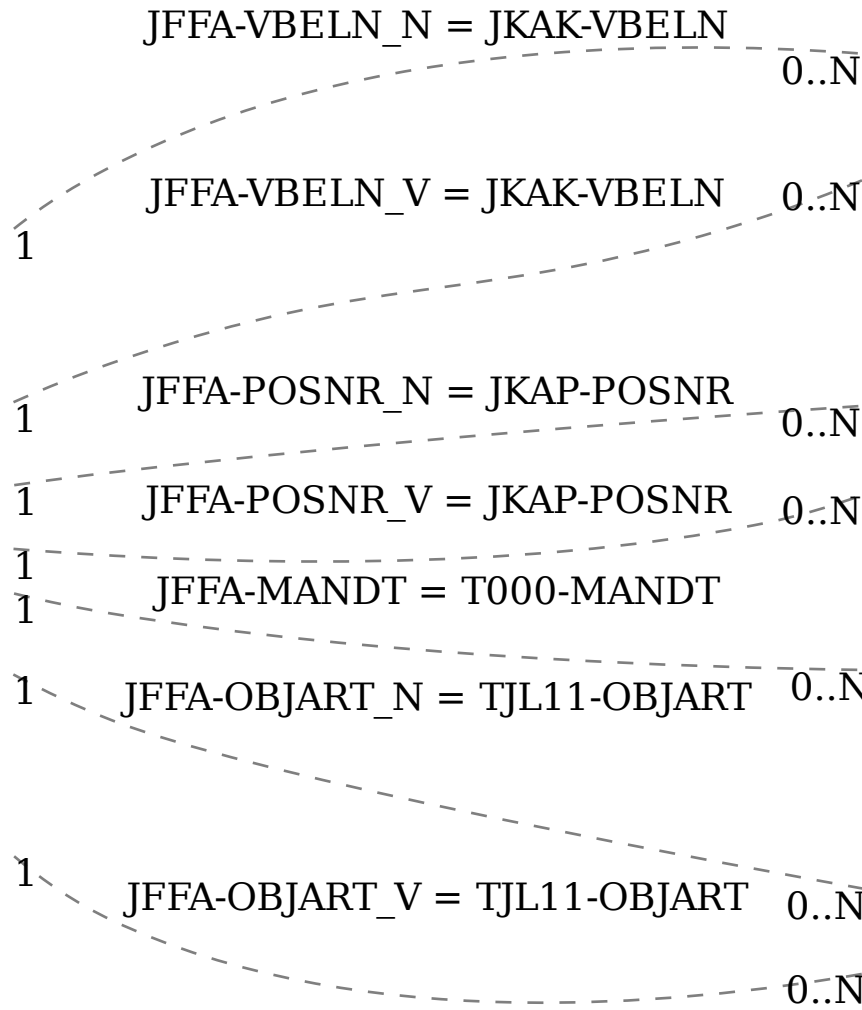 JFFA-VBELN_N = JKAK-VBELN
0..N
JFFA-VBELN_V = JKAK-VBELN
0..N
1
JFFA-POSNR_N = JKAP-POSNR
1
0..N
JFFA-POSNR_V = JKAP-POSNR
1
0..N
1
JFFA-MANDT = T000-MANDT
1
0..N
1
JFFA-OBJART_N = TJL11-OBJART
1
JFFA-OBJART_V = TJL11-OBJART
0..N
0..N